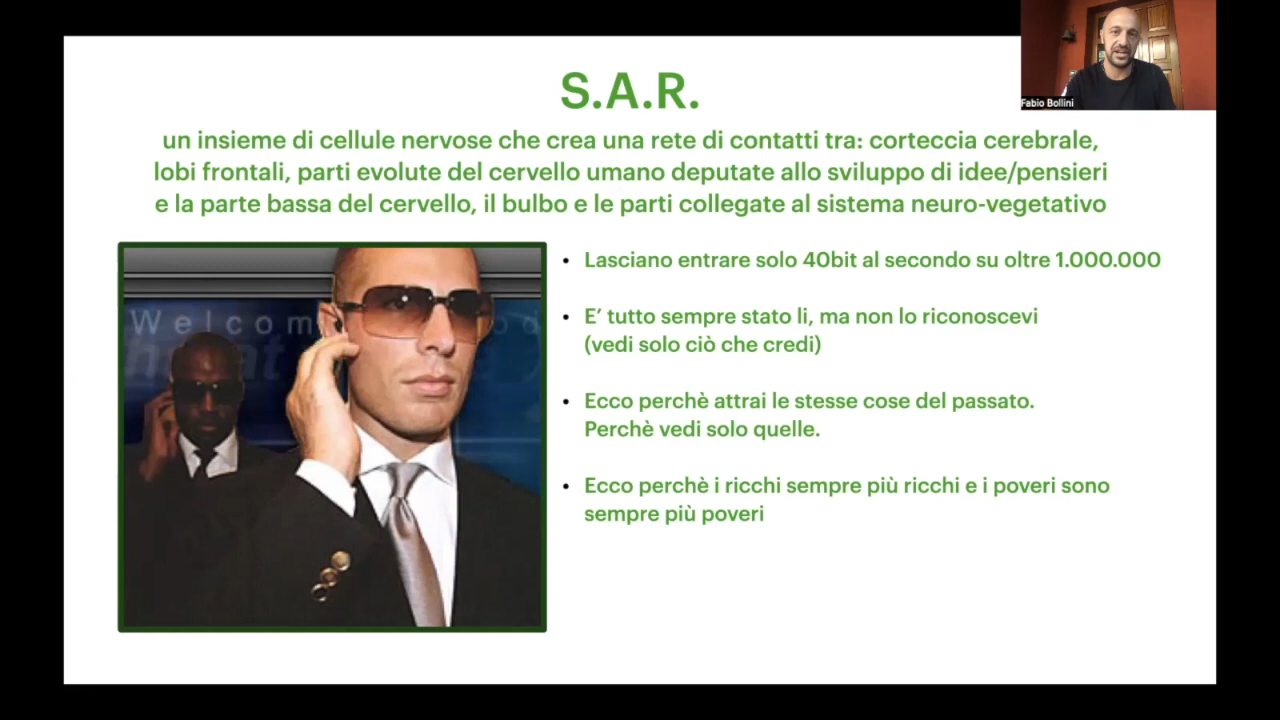 S.A.R.
un insieme di cellule nervose che crea una rete di contatti tra: corteccia cerebrale,
lobi frontali, parti evolute del cervello umano deputate allo sviluppo di idee/pensieri
e la parte bassa del cervello, il bulbo e le parti collegate al sistema neuro-vegetativo
Fabio Bollini
• Lasciano entrare solo 40bit al secondo su oltre 1.000.000
• E' tutto sempre stato li, ma non lo riconoscevi
(vedi solo ciò che credi)
• Ecco perchè attrai le stesse cose del passato.
Perchè vedi solo quelle.
• Ecco perchè i ricchi sempre più ricchi e i poveri sono
sempre più poveri
Welcom